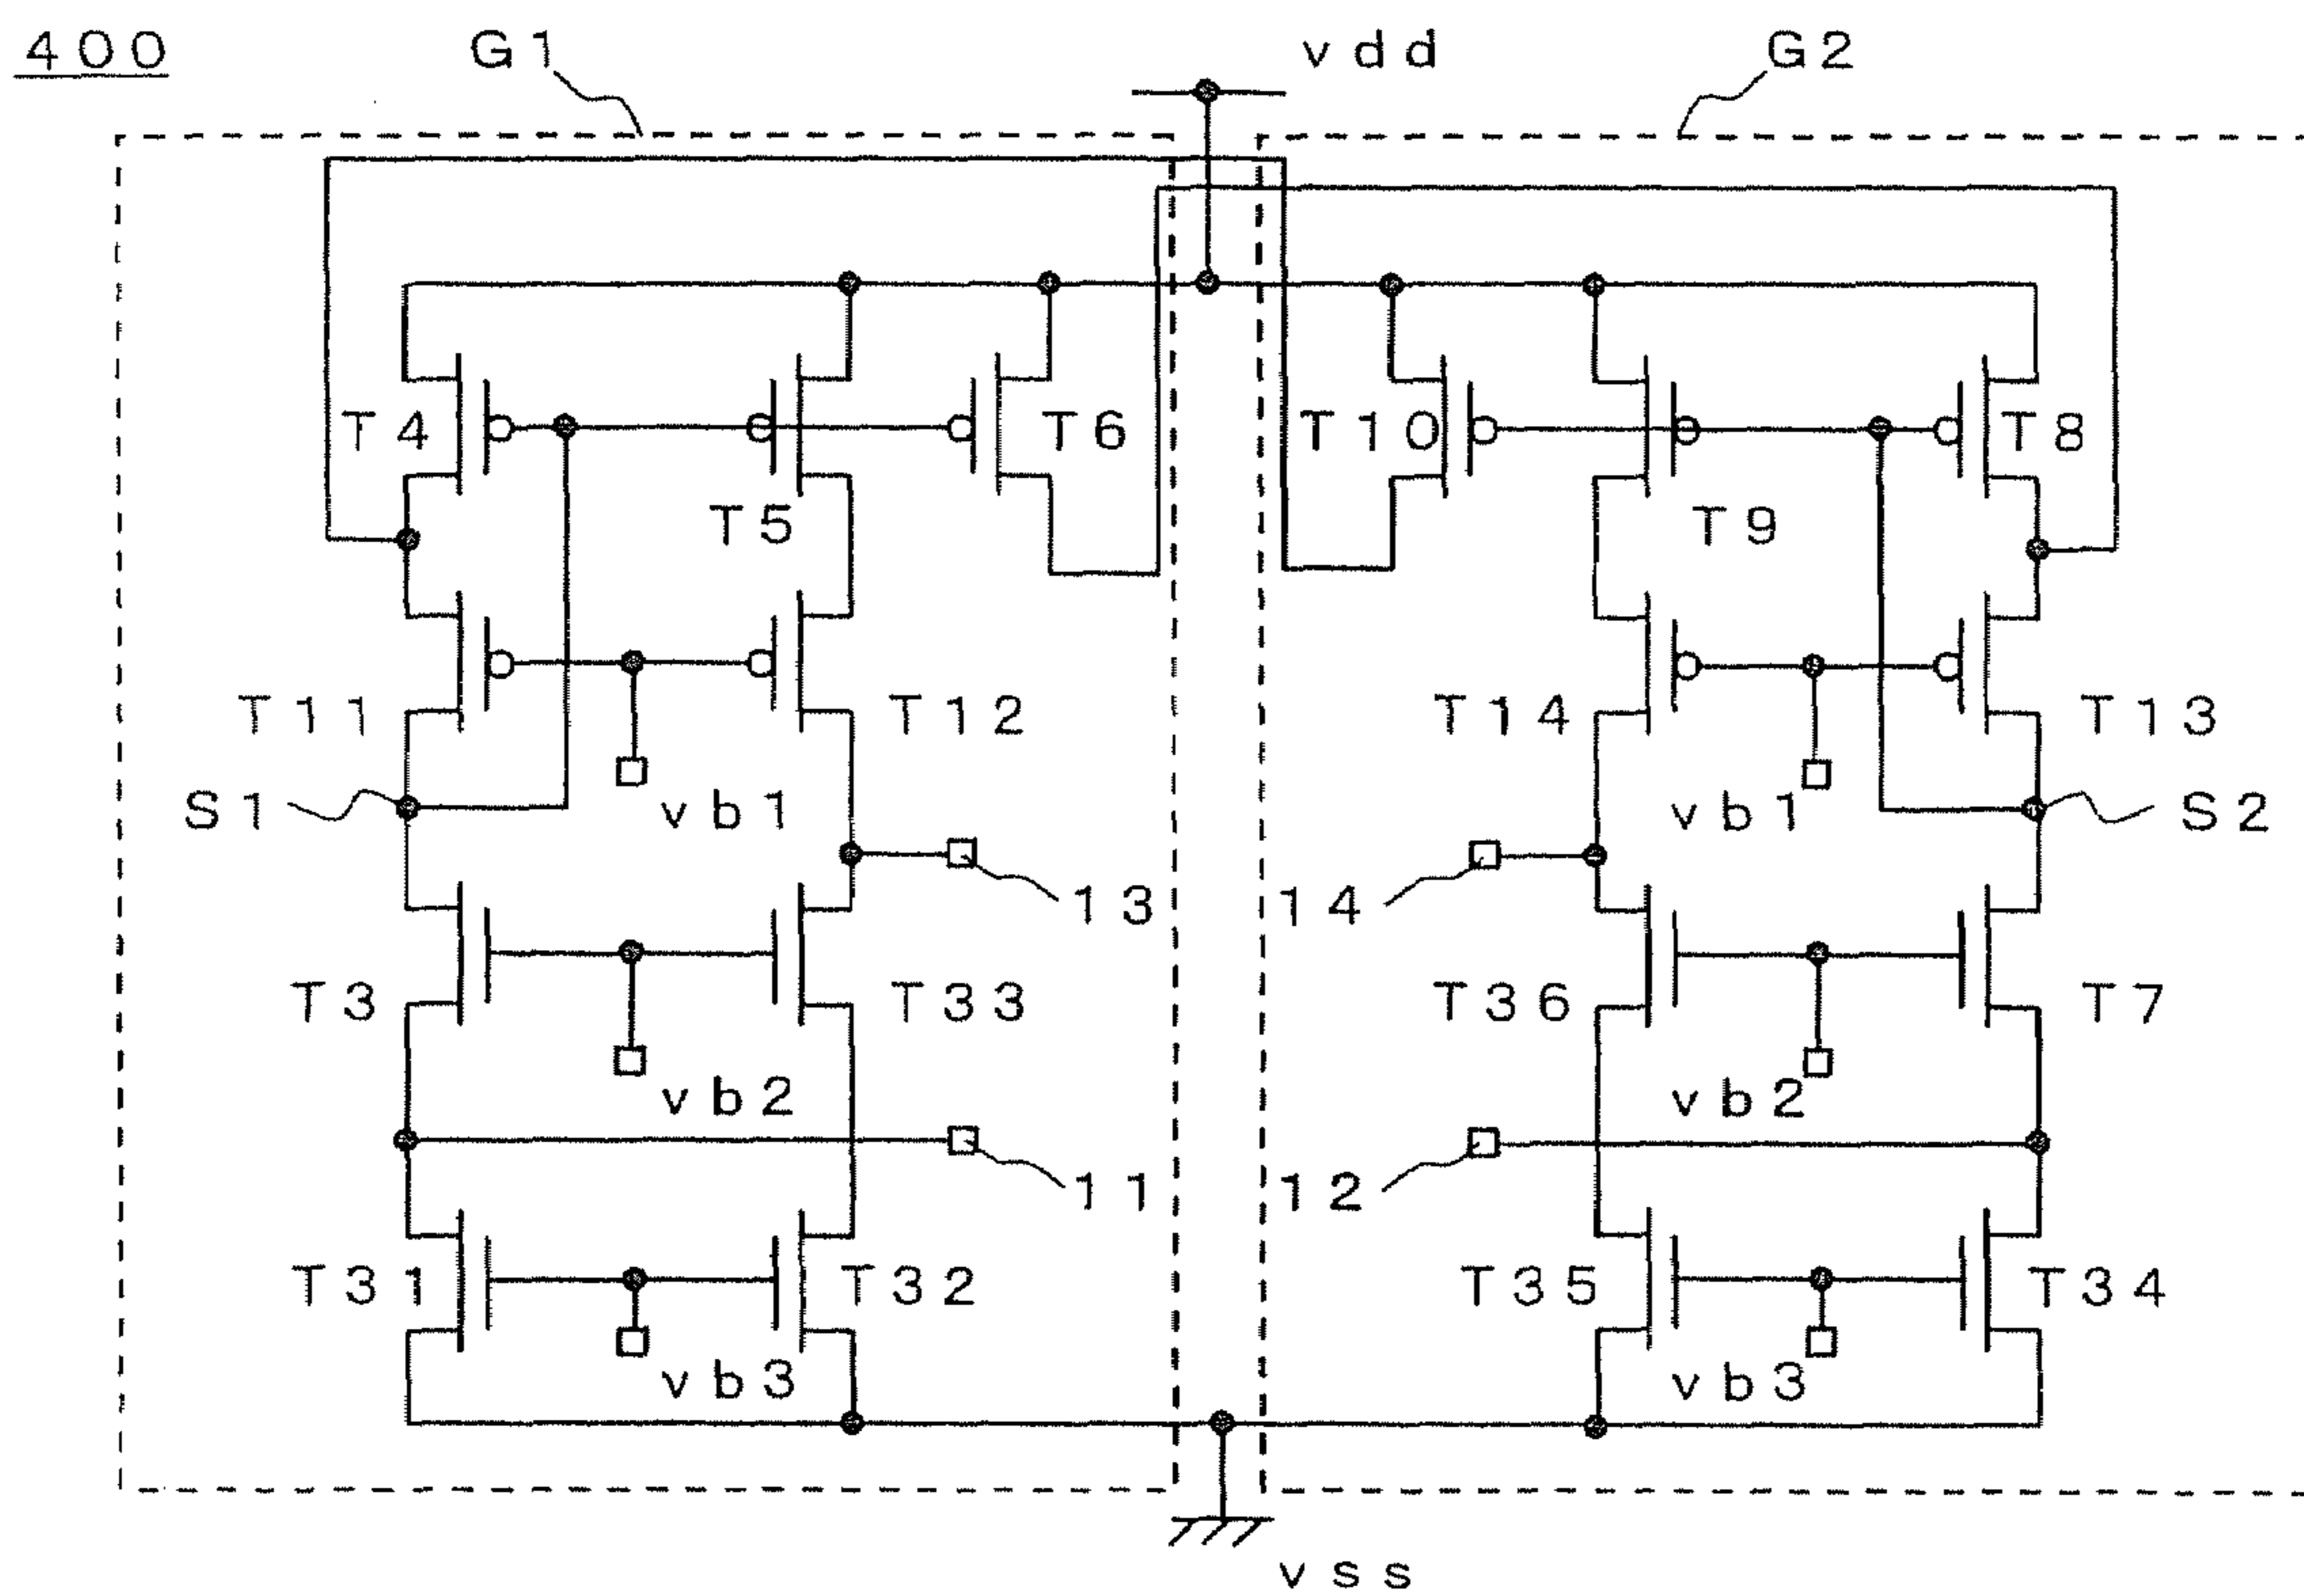 400 G1 vdd G2
T4 T6 T10 T8
T5 T9
T11 T12 T14 T13
S1 vb1 vb1 S2
13 14
T3 T33 T36 T7
vb2 vb2
11 12
T31 T32 T35 T34
vb3 vb3
vss